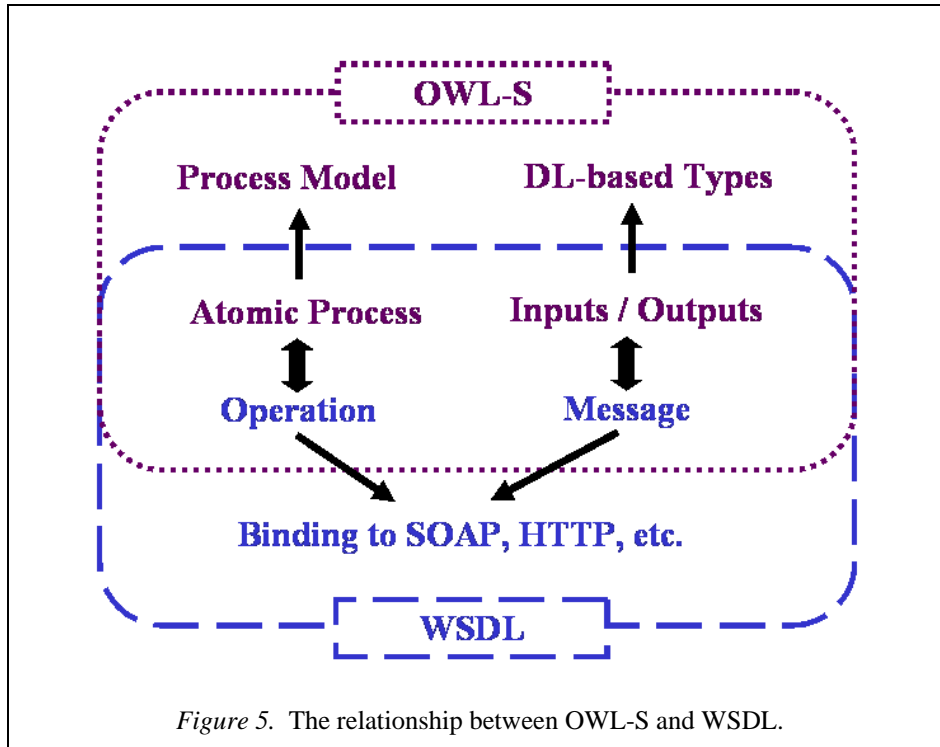 OWL-S
Process Model DL-based Types
Atomic Process Inputs / Outputs
Operation Message
Binding to SOAP, HTTP, etc.
WSDL
Figure 5. The relationship between OWL-S and WSDL.